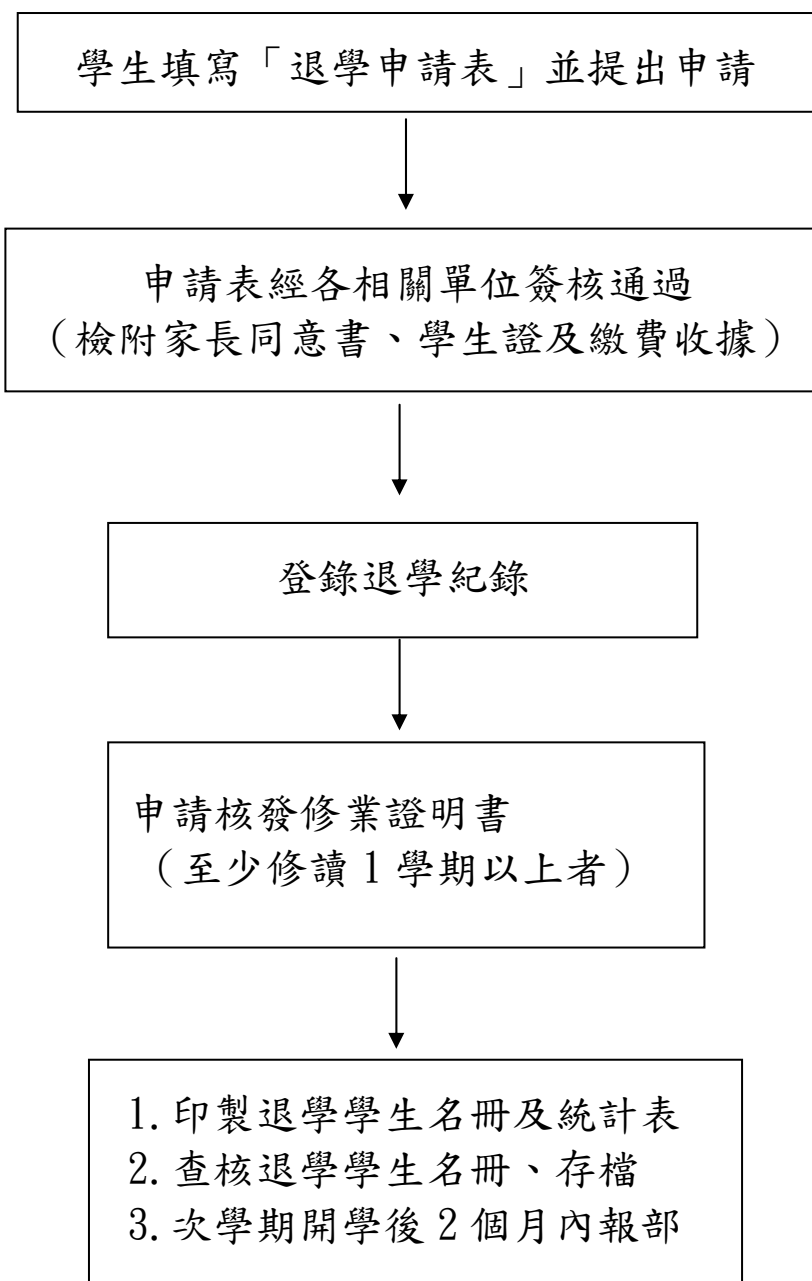 學生填寫「退學申請表」並提出申請
申請表經各相關單位簽核通過
（檢附家長同意書、學生證及繳費收據）
登錄退學紀錄
申請核發修業證明書
（至少修讀 1 學期以上者）
1. 印製退學學生名冊及統計表
2. 查核退學學生名冊、存檔
3. 次學期開學後 2 個月內報部